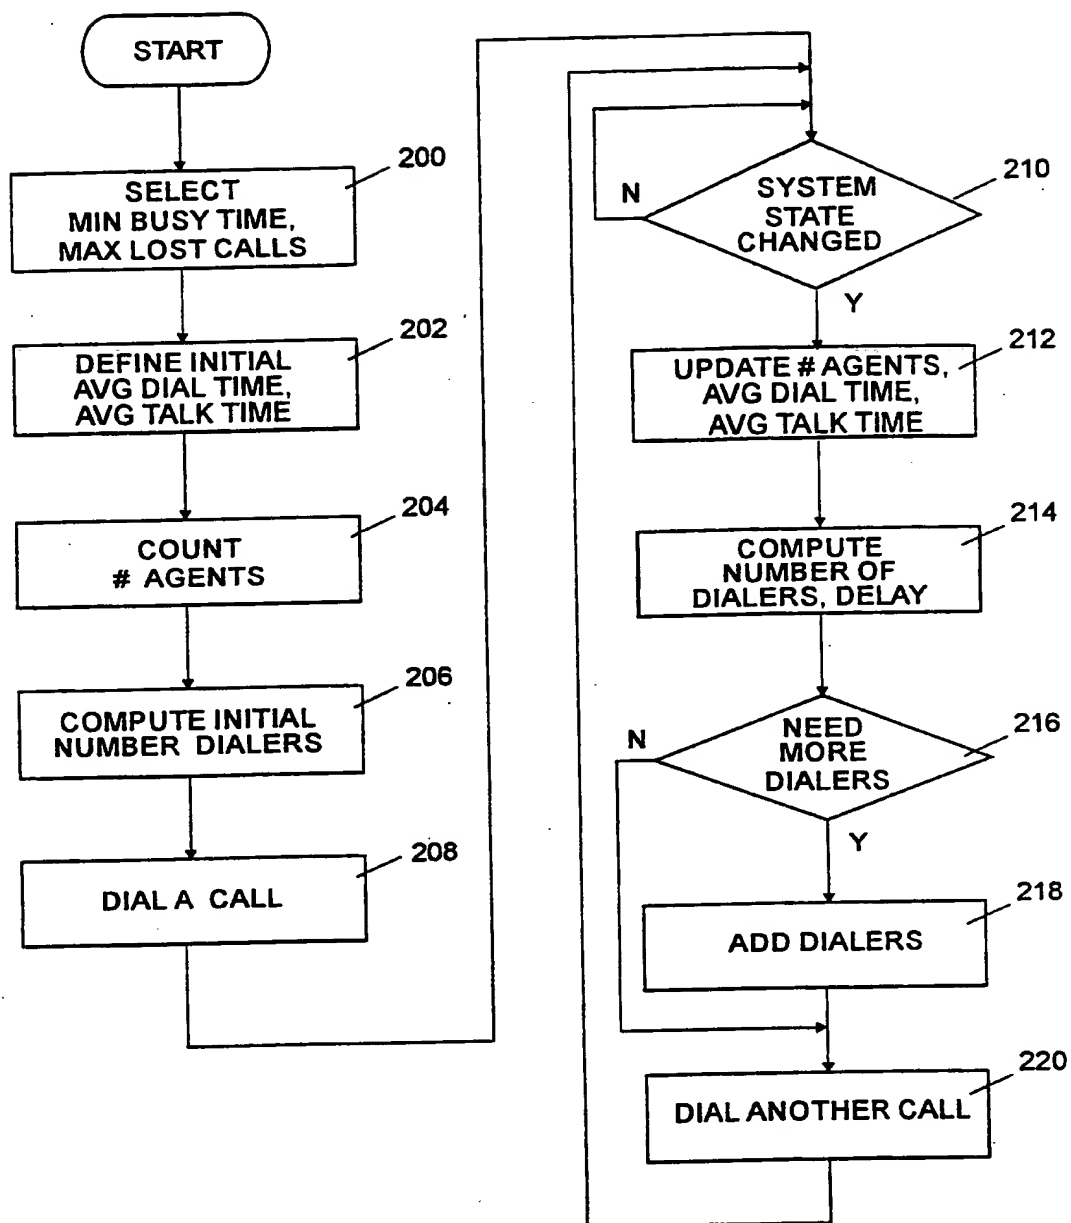 START
200
SELECT
MIN BUSY TIME,
MAX LOST CALLS
202
DEFINE INITIAL
AVG DIAL TIME,
AVG TALK TIME
204
COUNT
# AGENTS
206
COMPUTE INITIAL
NUMBER DIALERS
208
DIAL A CALL
210
N
SYSTEM
STATE
CHANGED
Y
212
UPDATE # AGENTS,
AVG DIAL TIME,
AVG TALK TIME
214
COMPUTE
NUMBER OF
DIALERS, DELAY
N
NEED
MORE
DIALERS
216
Y
218
ADD DIALERS
220
DIAL ANOTHER CALL